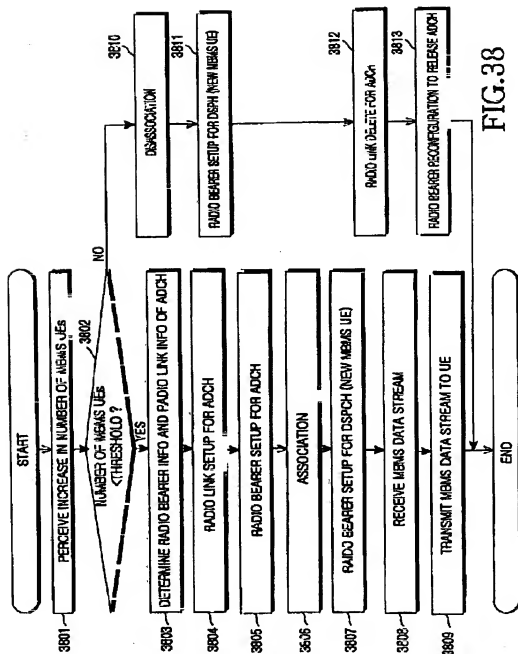 START
3801
PERCEIVE INCREASE IN NUMBER OF MBMS UEs
3802
NUMBER OF MBMS UEs
<THRESHOLD ?
NO
YES
3803
DETERMINE RADIO BEARER INFO AND RADIO LINK INFO OF ADCH
3804
RADIO LINK SETUP FOR ADCH
3805
RADIO BEARER SETUP FOR ADCH
3806
ASSOCIATION
3807
RAIDO BEARER SETUP FOR DSPCH (NEW MBMS UE)
3808
RECEIVE MBMS DATA STREAM
3809
TRANSMIT MBMS DATA STREAM TO UE
END
3810
DISASSOCIATION
3811
RADIO BEARER SETUP FOR DSPH (NEW MBMS UE)
3812
RADIO LINK DELETE FOR ADCH
3813
RADIO BEARER RECONFIGURATION TO RELEASE ADCH
FIG.38